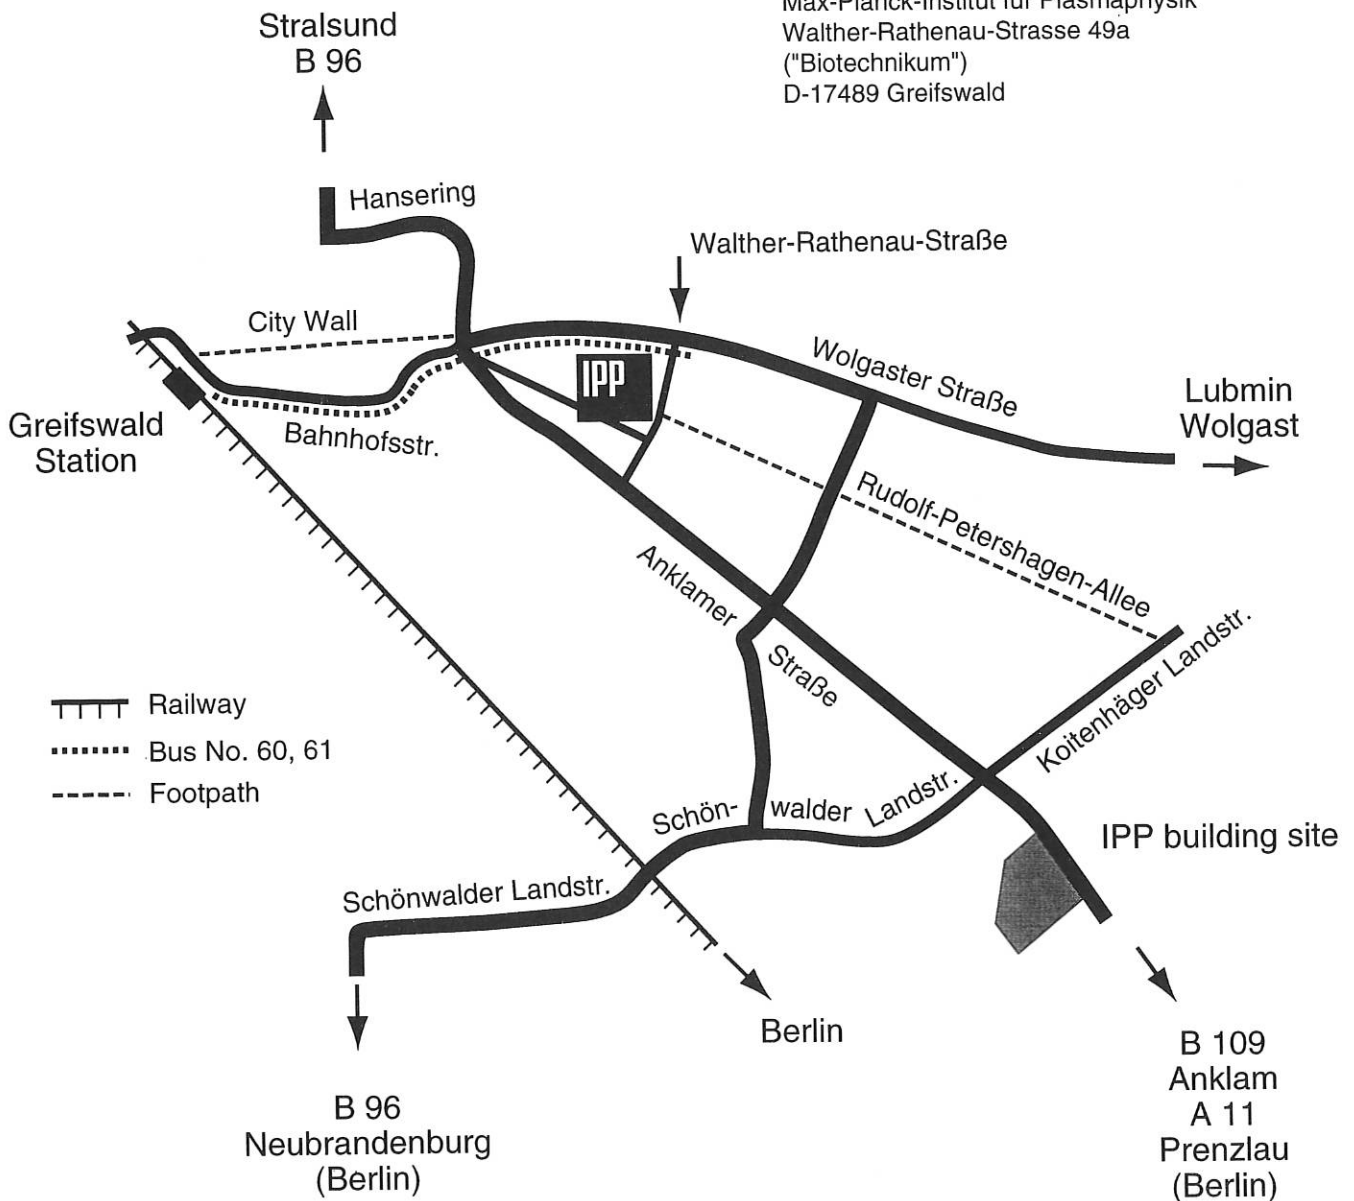 Max-Planck-Institut für Plasmaphysik
Walther-Rathenau-Strasse 49a
("Biotechnikum")
D-17489 Greifswald
Stralsund
B 96
Hansering
Walther-Rathenau-Straße
City Wall
IPP
Wolgaster Straße
Lubmin
Wolgast
Greifswald
Station
Bahnhofsstr.
Rudolf-Petershagen-Allee
Anklamer
Straße
Koitenhäger Landstr.
Railway
Bus No. 60, 61
Footpath
Schön-
walder
Landstr.
IPP building site
Schönwalder Landstr.
Berlin
B 96
Neubrandenburg
(Berlin)
B 109
Anklam
A 11
Prenzlau
(Berlin)